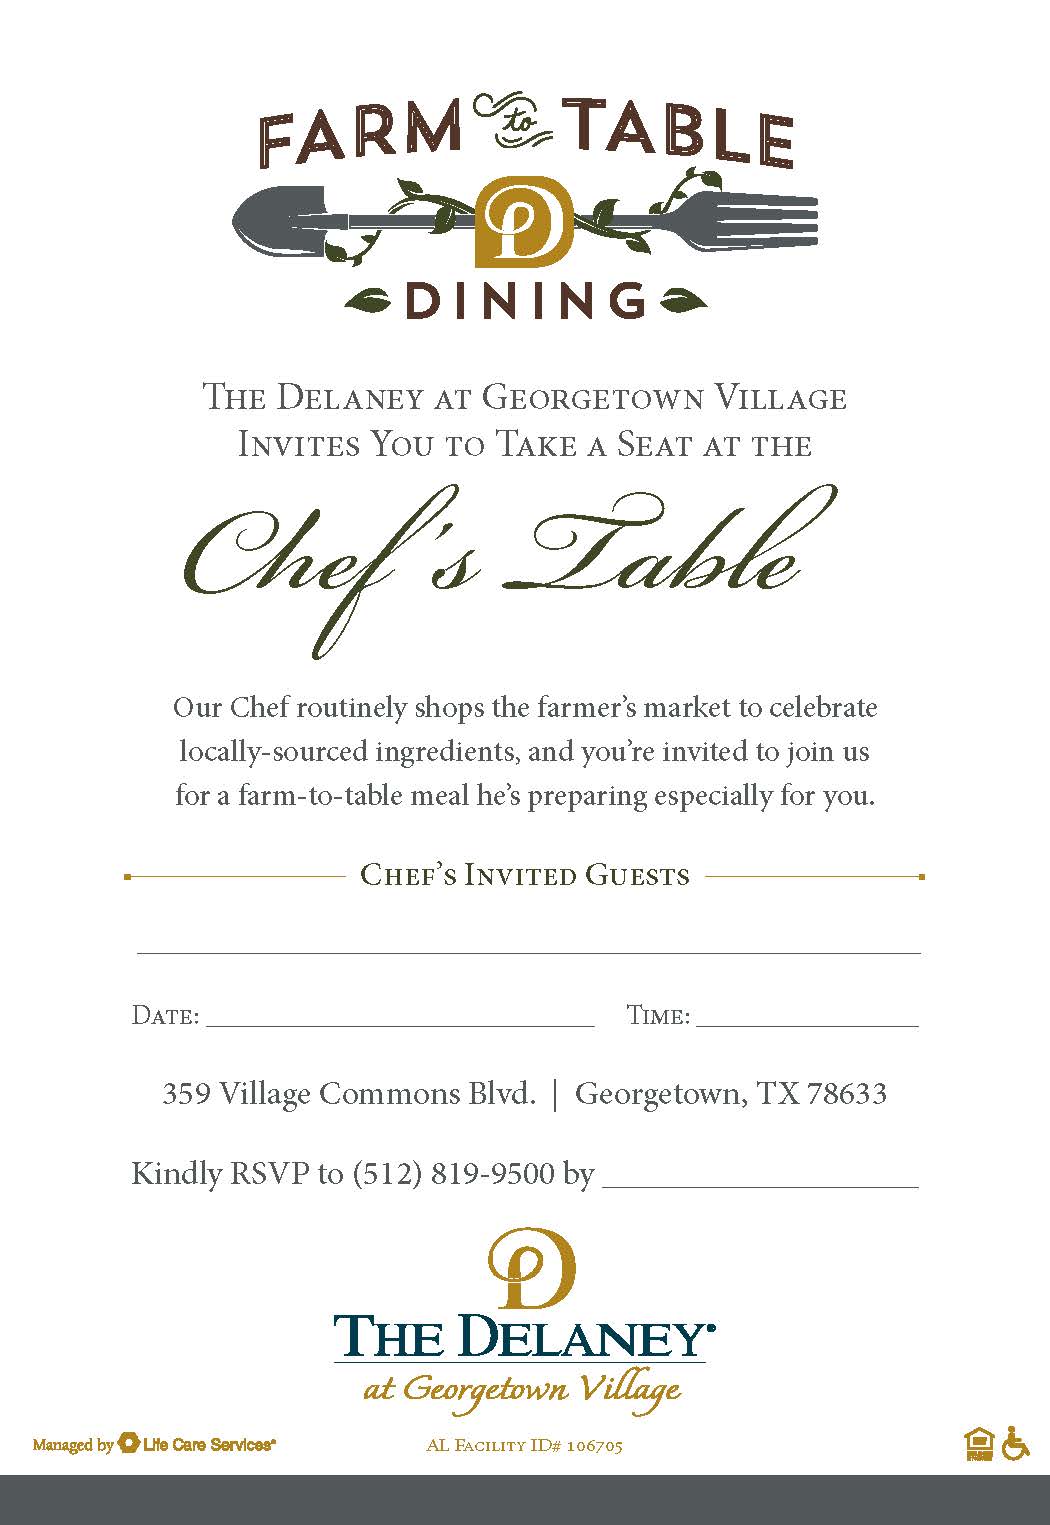 FARM to TABLE
D
DINING
The Delaney at Georgetown Village
Invites You to Take a Seat at the
Chef's Table
Our Chef routinely shops the farmer's market to celebrate
locally-sourced ingredients, and you're invited to join us
for a farm-to-table meal he's preparing especially for you.
Chef's Invited Guests
Date: Time:
359 Village Commons Blvd. | Georgetown, TX 78633
Kindly RSVP to (512) 819-9500 by
D
The Delaney®
at Georgetown Village
Managed by Life Care Services® AL Facility ID# 106705